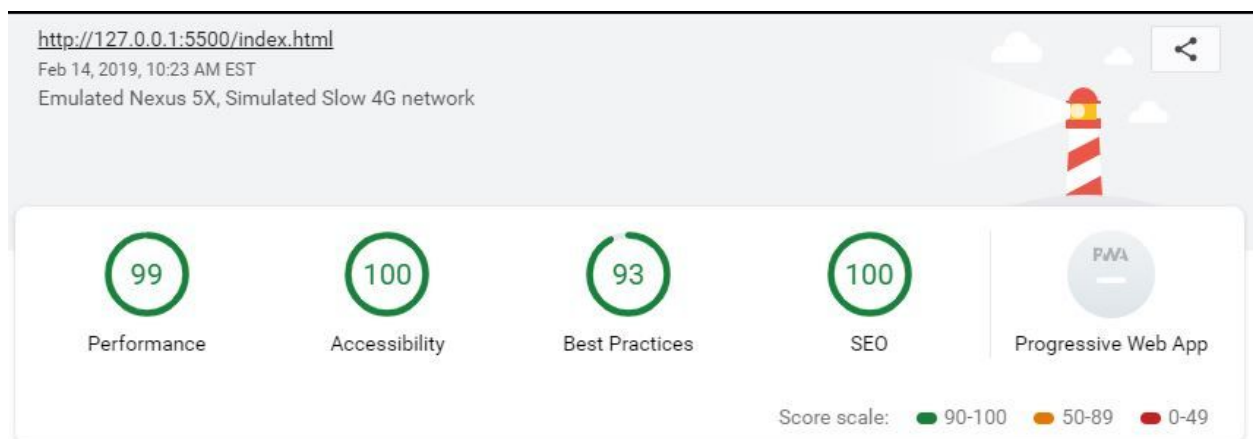 http://127.0.0.1:5500/index.html
Feb 14, 2019, 10:23 AM EST
Emulated Nexus 5X, Simulated Slow 4G network
99 100 93 100 PWA
Performance Accessibility Best Practices SEO Progressive Web App
Score scale: 90-100 50-89 0-49